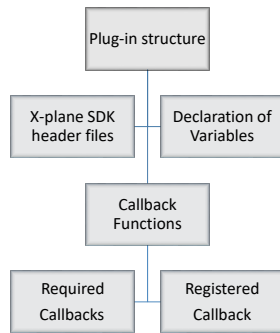 Plug-in structure
X-plane SDK
header files
Declaration of
Variables
Callback
Functions
Required
Callbacks
Registered
Callback